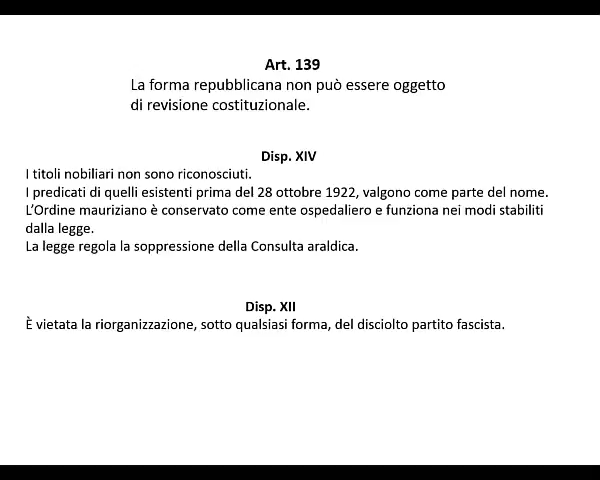 Art. 139
La forma repubblicana non può essere oggetto
di revisione costituzionale.
Disp. XIV
I titoli nobiliari non sono riconosciuti.
I predicati di quelli esistenti prima del 28 ottobre 1922, valgono come parte del nome.
L’Ordine mauriziano è conservato come ente ospedaliero e funziona nei modi stabiliti
dalla legge.
La legge regola la soppressione della Consulta araldica.
Disp. XII
È vietata la riorganizzazione, sotto qualsiasi forma, del disciolto partito fascista.